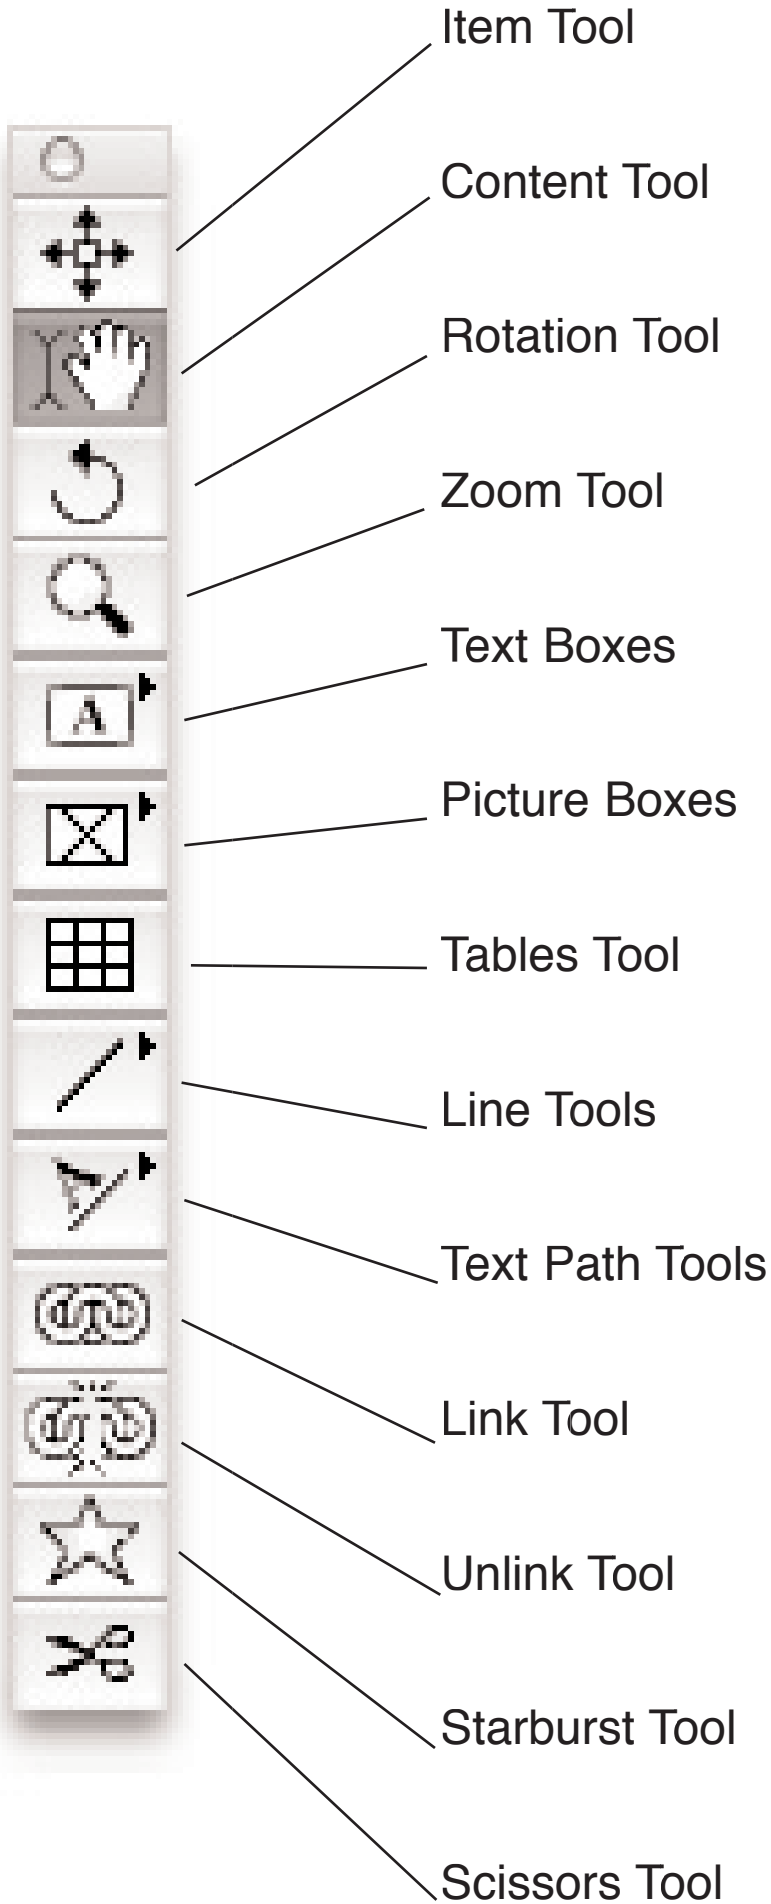 Item Tool
Content Tool
Rotation Tool
Zoom Tool
A
Text Boxes
Picture Boxes
Tables Tool
Line Tools
A
Text Path Tools
Link Tool
Unlink Tool
Starburst Tool
Scissors Tool